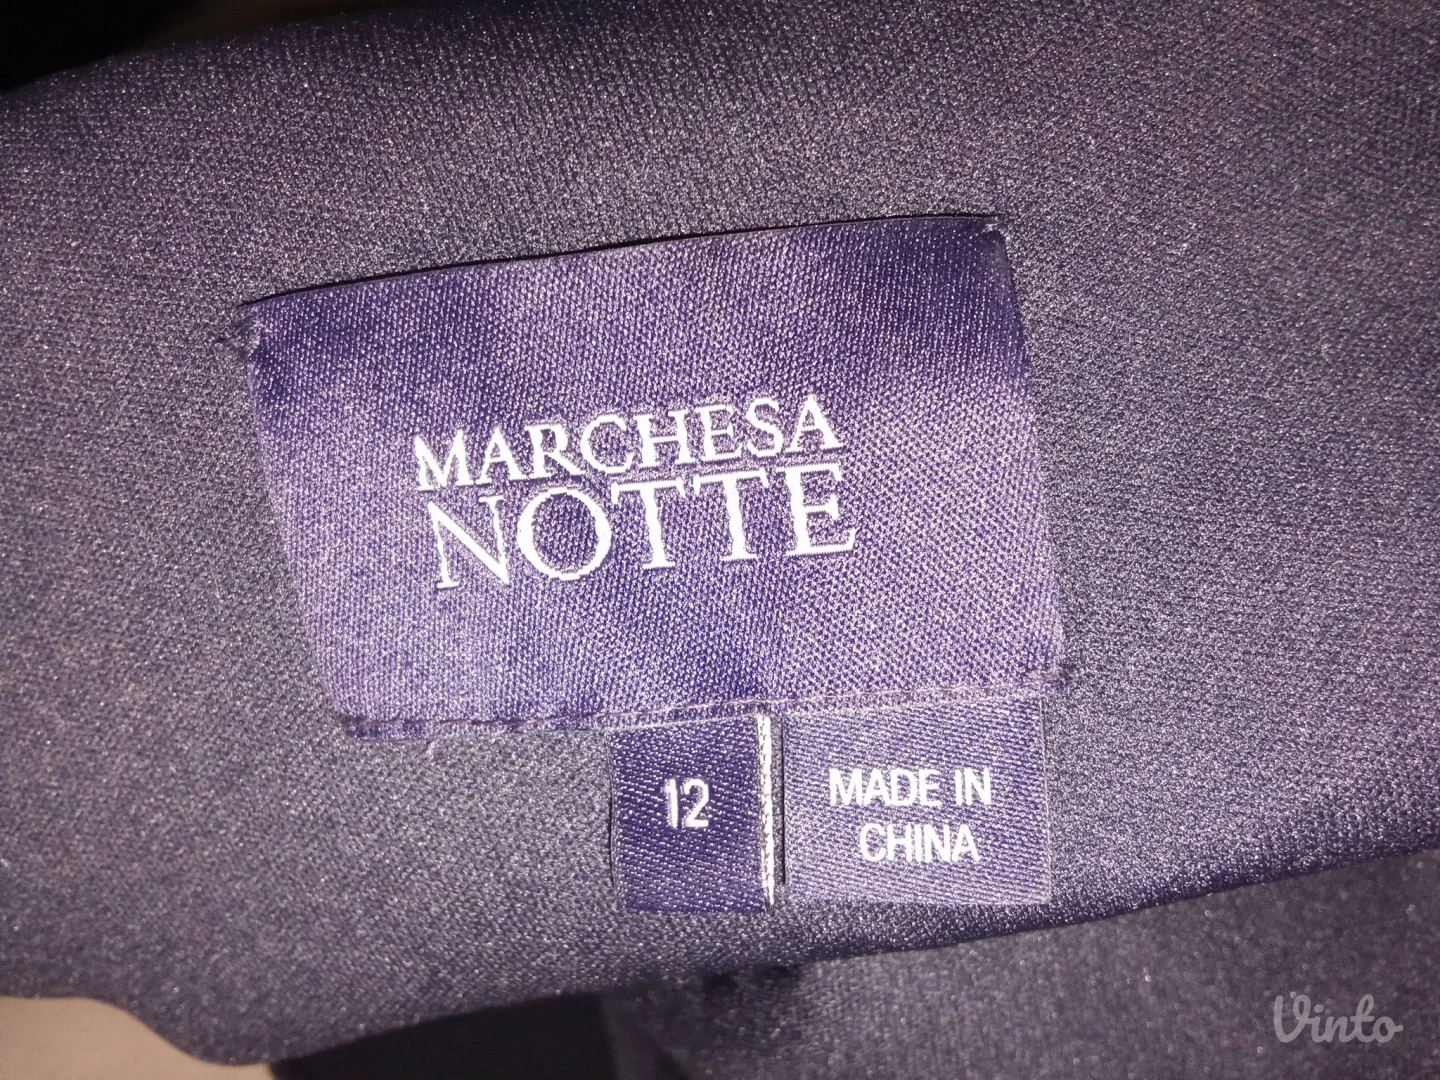 MARCHESA
NOTTE
12
MADE IN
CHINA
Vinto